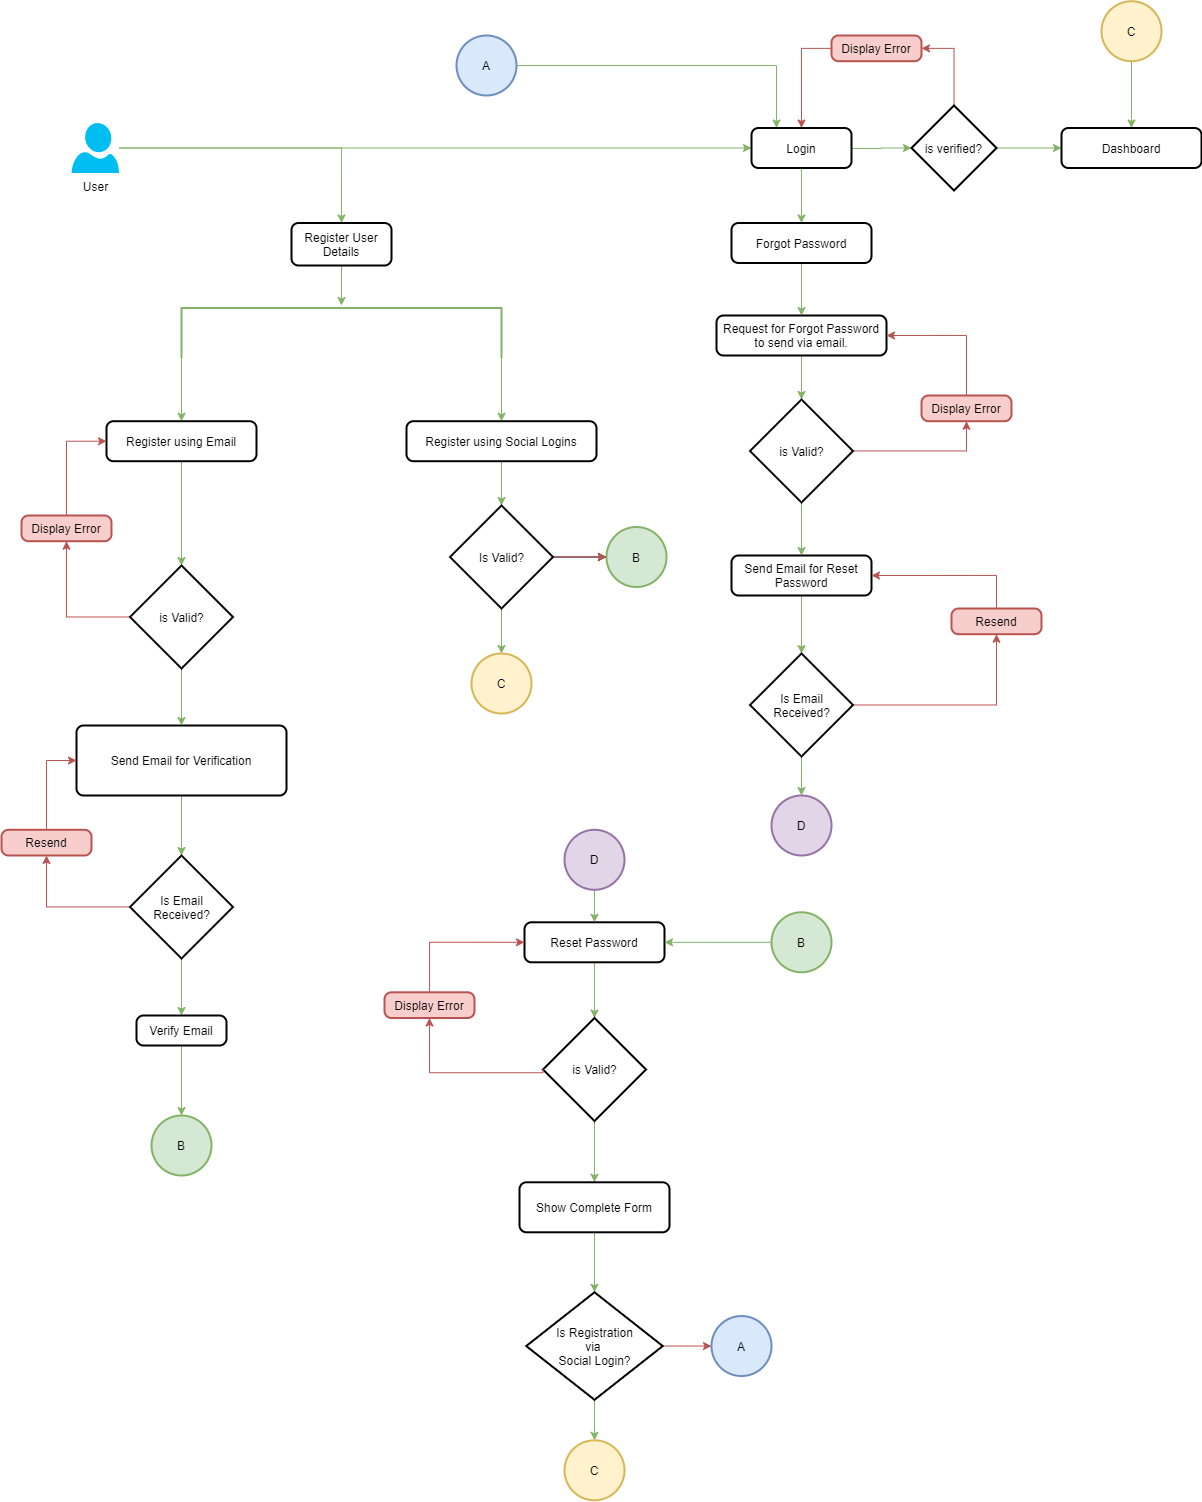 C
Display Error
A
User
Login
is verified?
Dashboard
Register User
Details
Forgot Password
Request for Forgot Password
to send via email.
Display Error
Register using Email
Register using Social Logins
is Valid?
Display Error
Is Valid?
B
Send Email for Reset
Password
is Valid?
Resend
C
Is Email
Received?
Send Email for Verification
D
Resend
D
Is Email
Received?
Reset Password
B
Display Error
Verify Email
is Valid?
B
Show Complete Form
Is Registration
via
Social Login?
A
C